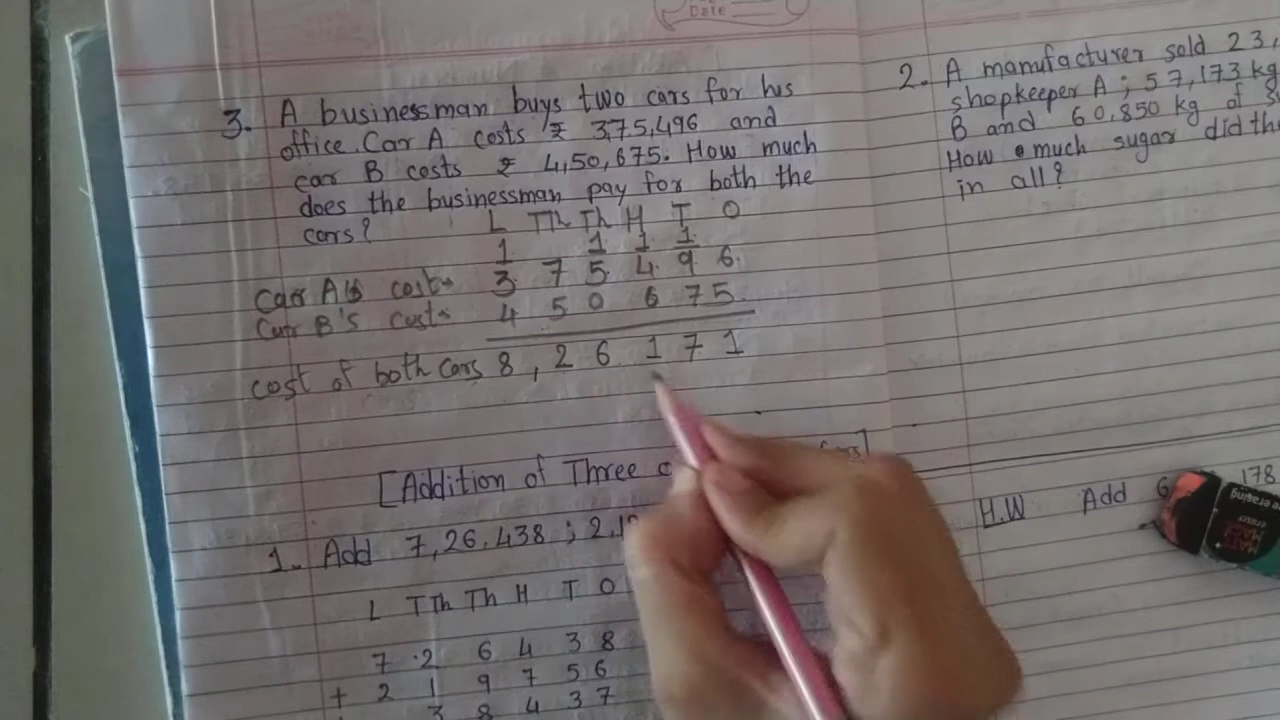 Date
3. A businessman buys two cars for his
office. Car A costs ₹ 3,75,496 and
car B costs ₹ 4,50,675. How much
does the businessman pay for both the
cars?
L TTh Th H T O
1 1 1 1
Car A's cost→ 3 7 5 4 9 6
Car B's cost→ 4 5 0 6 7 5
cost of both cars 8, 2 6 1 7 1
[Addition of Three
1. Add 7,26,438 ;
L TTh Th H T O
7 2 6 4 3 8
+ 2 1 9 7 5 6
3 8 4 3 7
2. A manufacturer sold 23,
shopkeeper A ; 57,173 kg
B and 60,850 kg of
How much sugar did
in all?
H.W Add 6 178